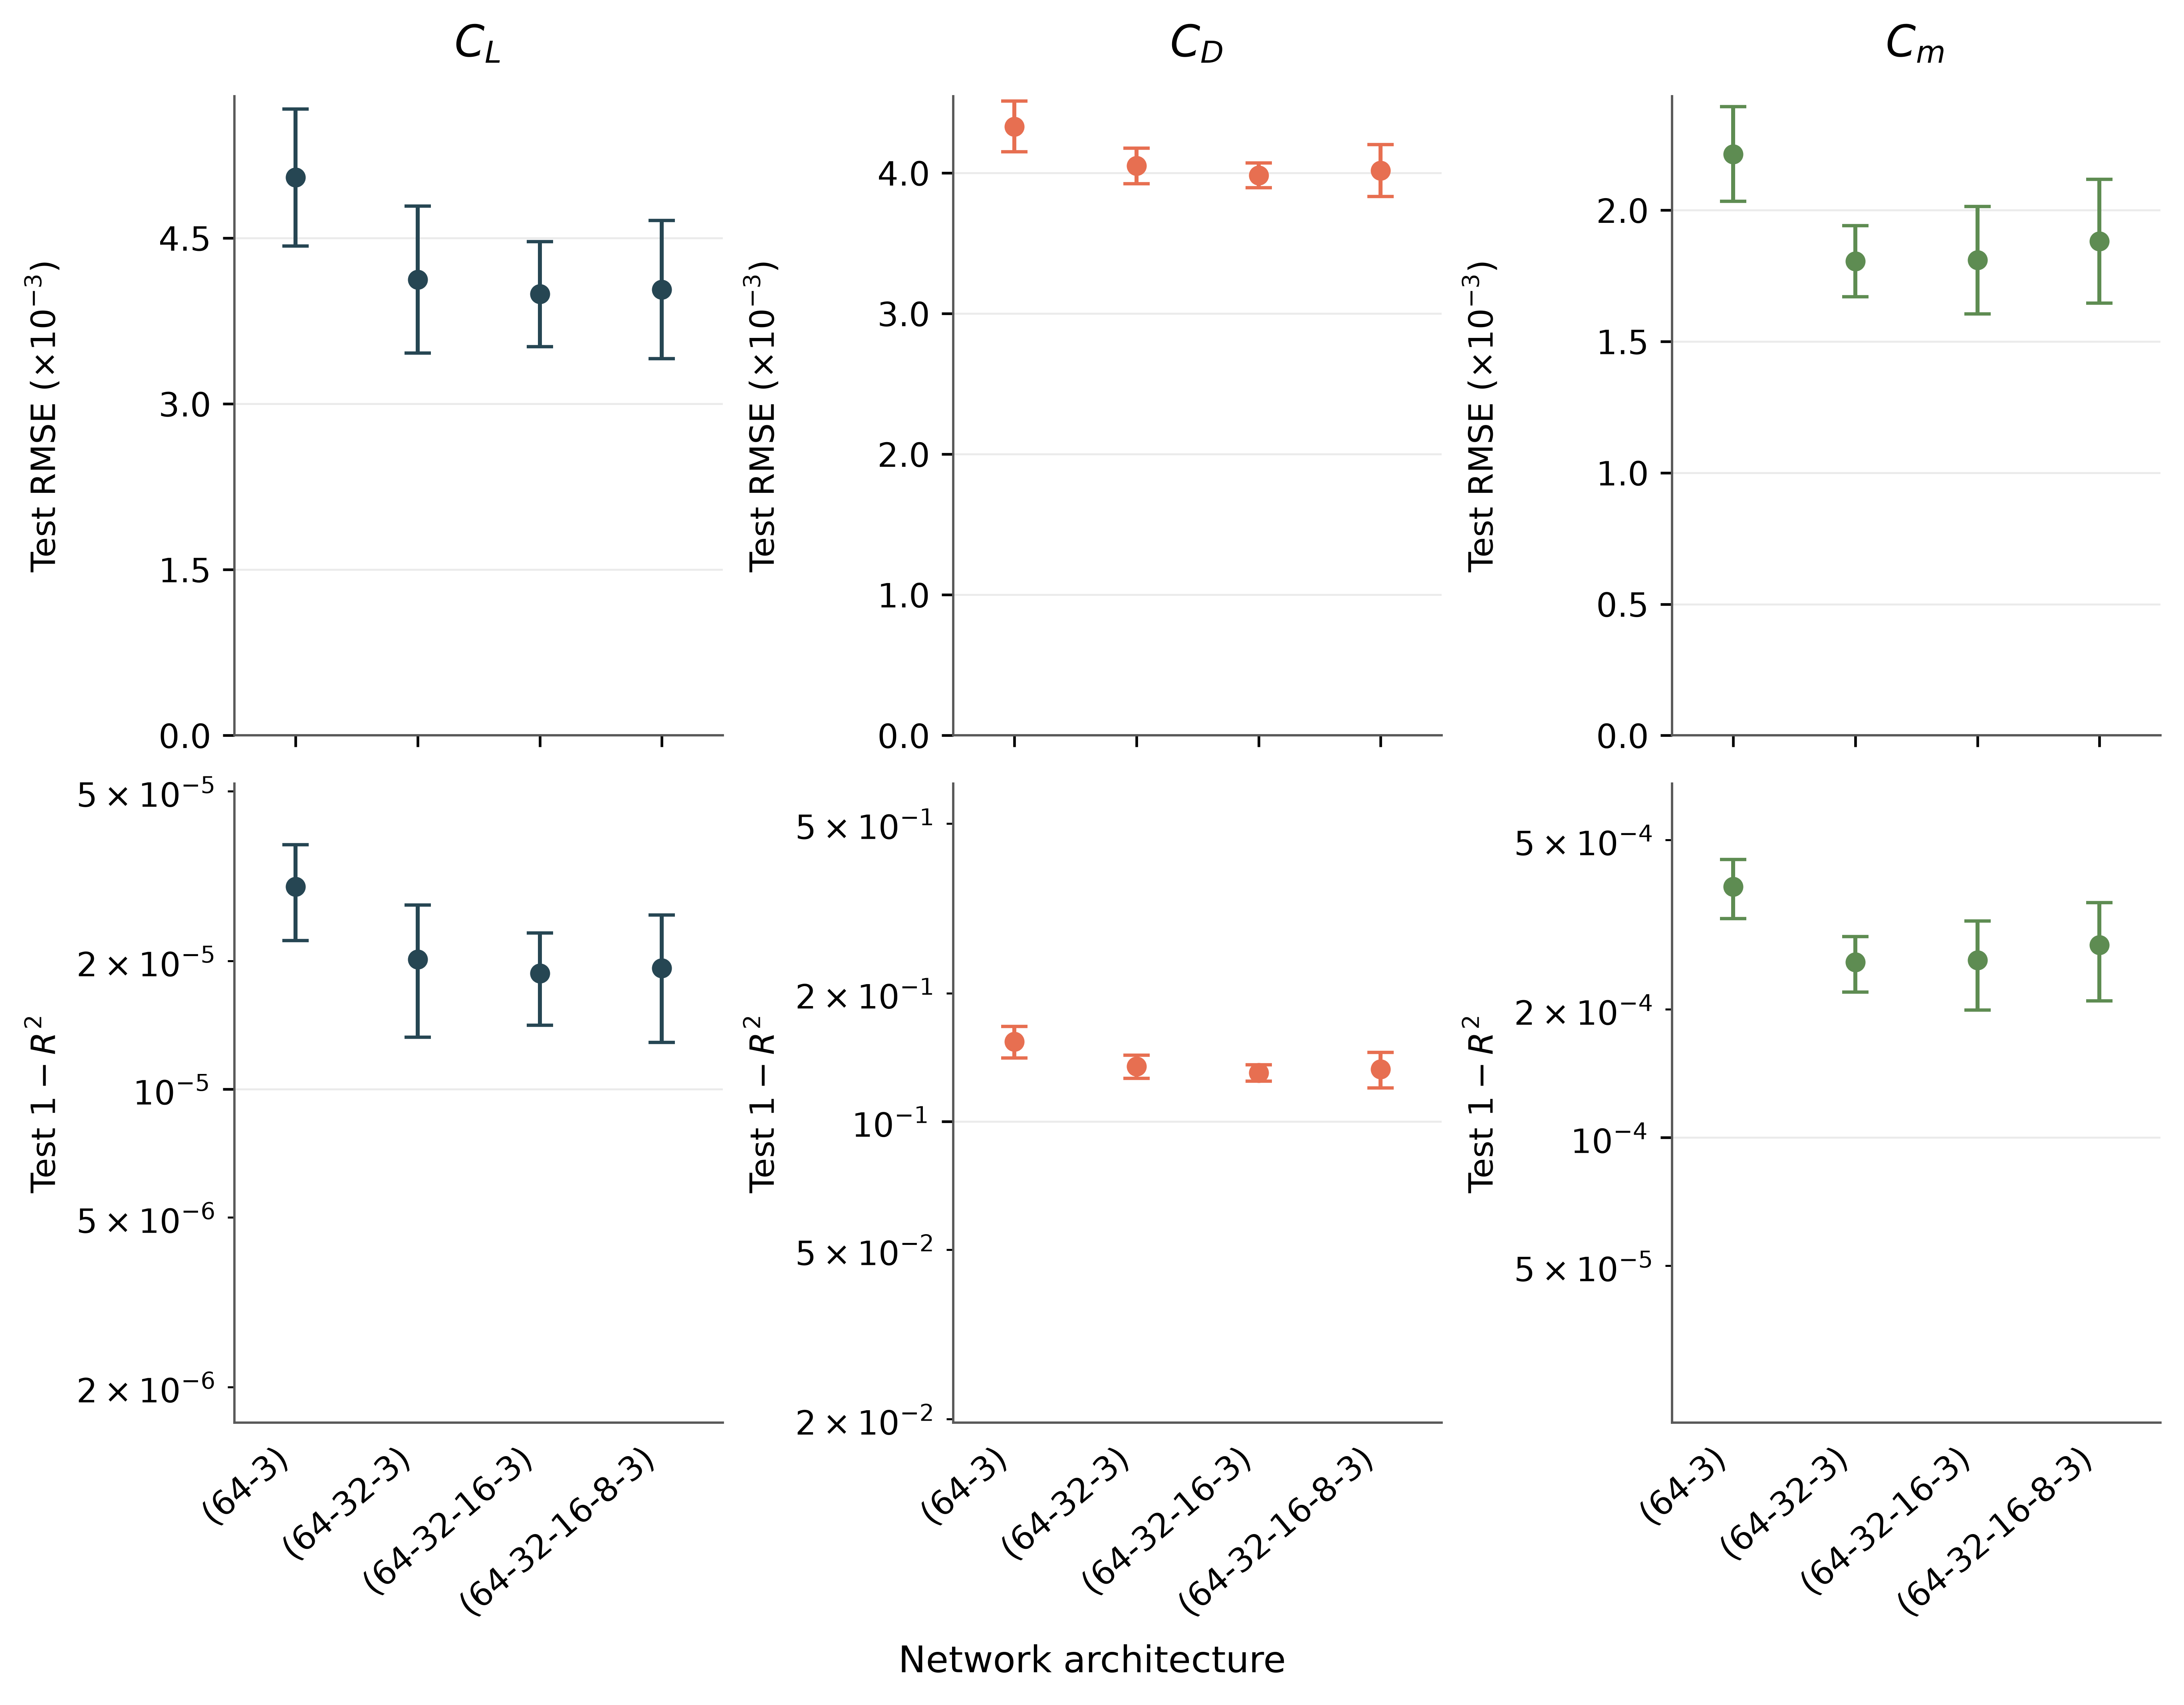 C_L
C_D
C_m
Test RMSE (×10⁻³)
4.5
3.0
1.5
0.0
Test RMSE (×10⁻³)
4.0
3.0
2.0
1.0
0.0
Test RMSE (×10⁻³)
2.0
1.5
1.0
0.5
0.0
Test 1 − R²
5 × 10⁻⁵
2 × 10⁻⁵
10⁻⁵
5 × 10⁻⁶
2 × 10⁻⁶
Test 1 − R²
5 × 10⁻¹
2 × 10⁻¹
10⁻¹
5 × 10⁻²
2 × 10⁻²
Test 1 − R²
5 × 10⁻⁴
2 × 10⁻⁴
10⁻⁴
5 × 10⁻⁵
(64-3)
(64-32-3)
(64-32-16-3)
(64-32-16-8-3)
(64-3)
(64-32-3)
(64-32-16-3)
(64-32-16-8-3)
(64-3)
(64-32-3)
(64-32-16-3)
(64-32-16-8-3)
Network architecture